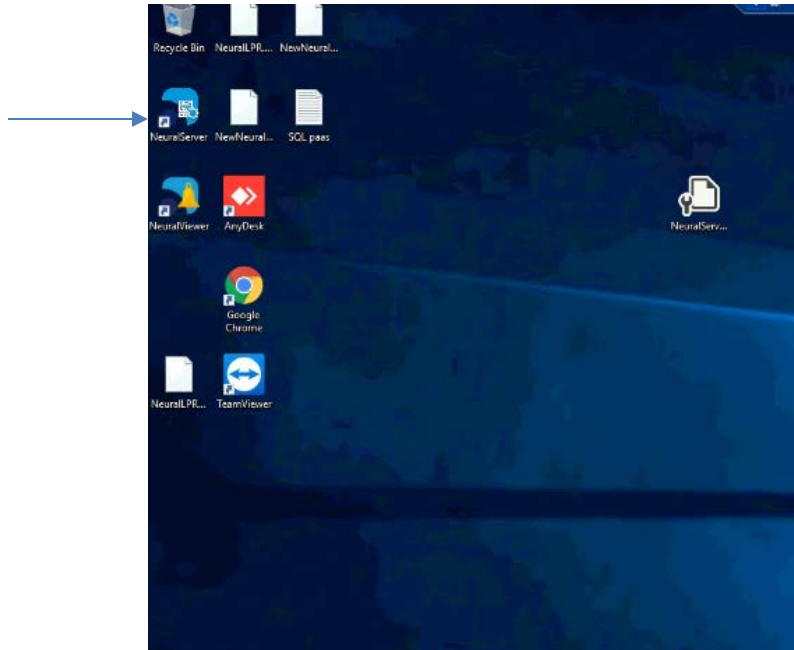 Recycle Bin NeuralLPR.... NewNeural...
NeuralServer NewNeural... SQL paas
NeuralServ...
NeuralViewer AnyDesk
Google
Chrome
NeuralLPR... TeamViewer